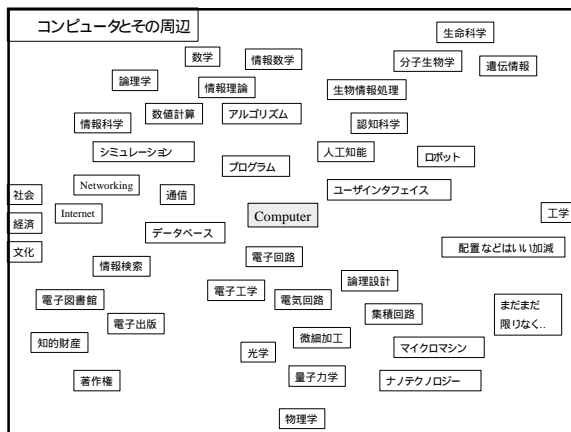 コンピュータとその周辺
生命科学
数学
情報数学
分子生物学
遺伝情報
論理学
情報理論
生物情報処理
数値計算
アルゴリズム
情報科学
認知科学
シミュレーション
プログラム
人工知能
ロボット
Networking
通信
ユーザインタフェイス
社会
Internet
Computer
工学
経済
データベース
文化
電子回路
配置などはいい加減
情報検索
論理設計
電子図書館
電子工学
電気回路
まだまだ
限りなく..
電子出版
集積回路
知的財産
微細加工
光学
マイクロマシン
著作権
量子力学
ナノテクノロジー
物理学